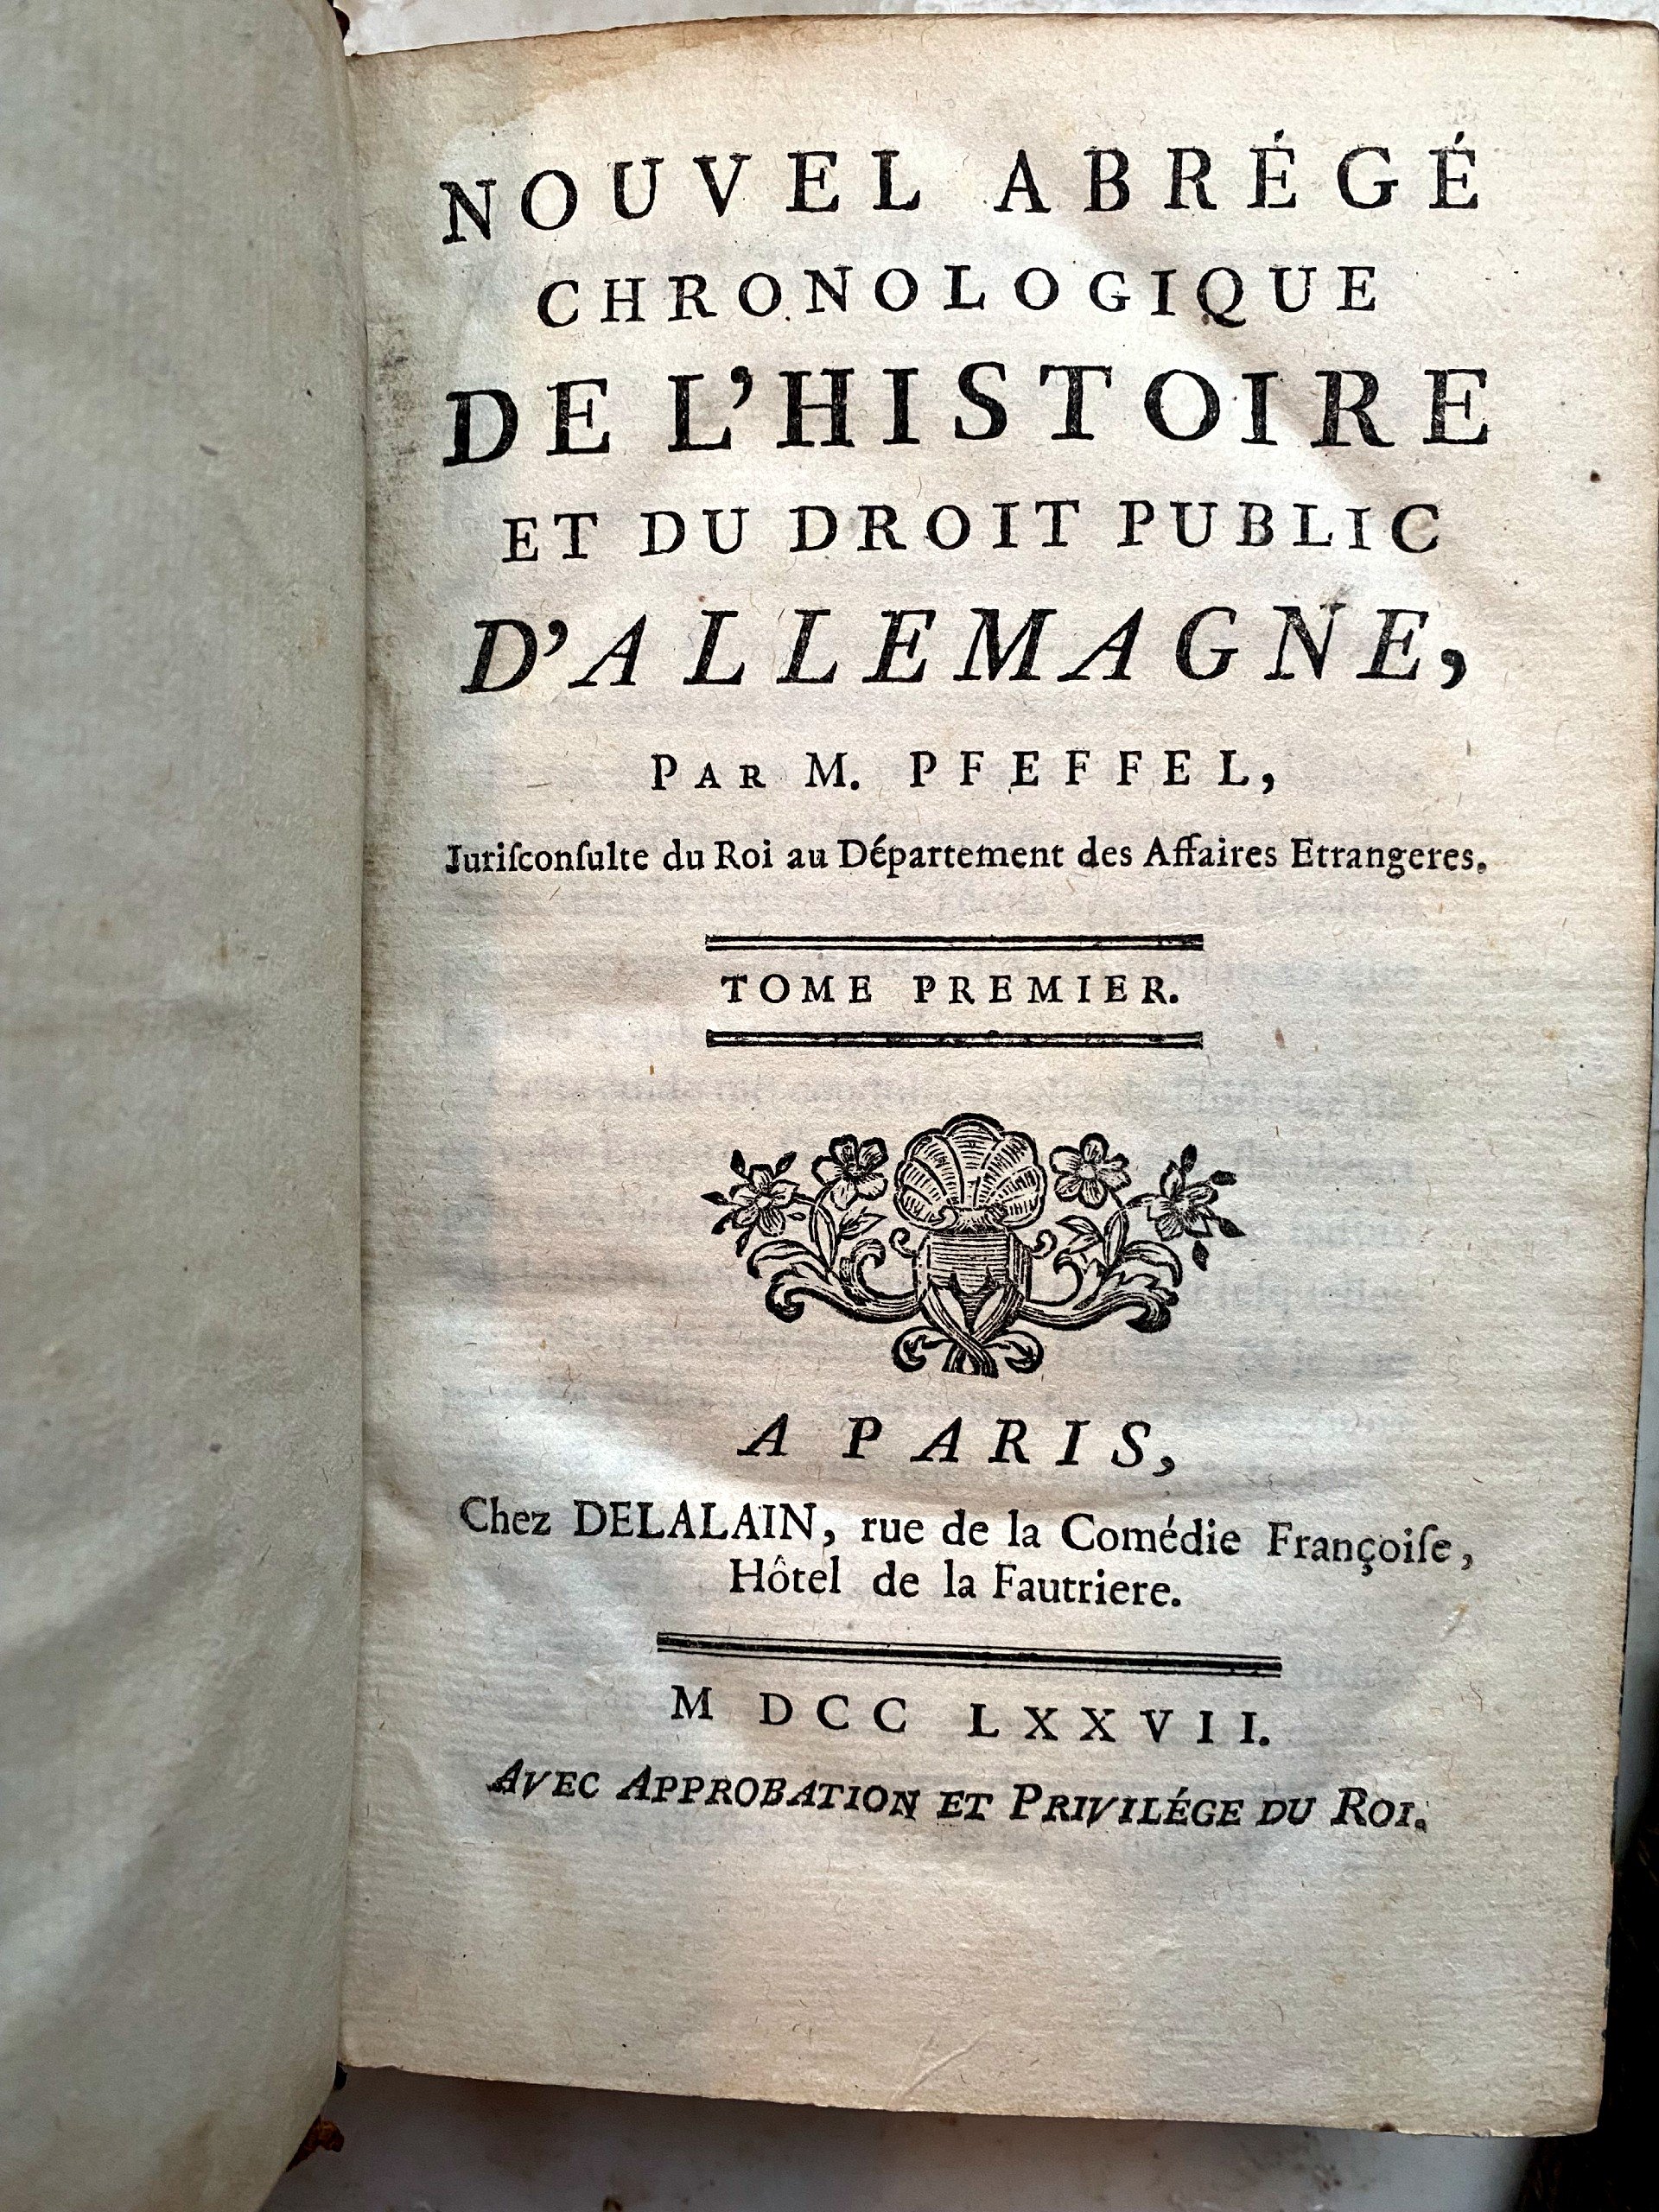 NOUVEL ABRÉGÉ
CHRONOLOGIQUE
DE L'HISTOIRE
ET DU DROIT PUBLIC
D'ALLEMAGNE,
PAR M. PFEFFEL,
Juriſconſulte du Roi au Département des Affaires Etrangeres.
TOME PREMIER.
A PARIS,
Chez DELALAIN, rue de la Comédie Françoiſe,
Hôtel de la Fautriere.
M DCC LXXVII.
AVEC APPROBATION ET PRIVILÉGE DU ROI.